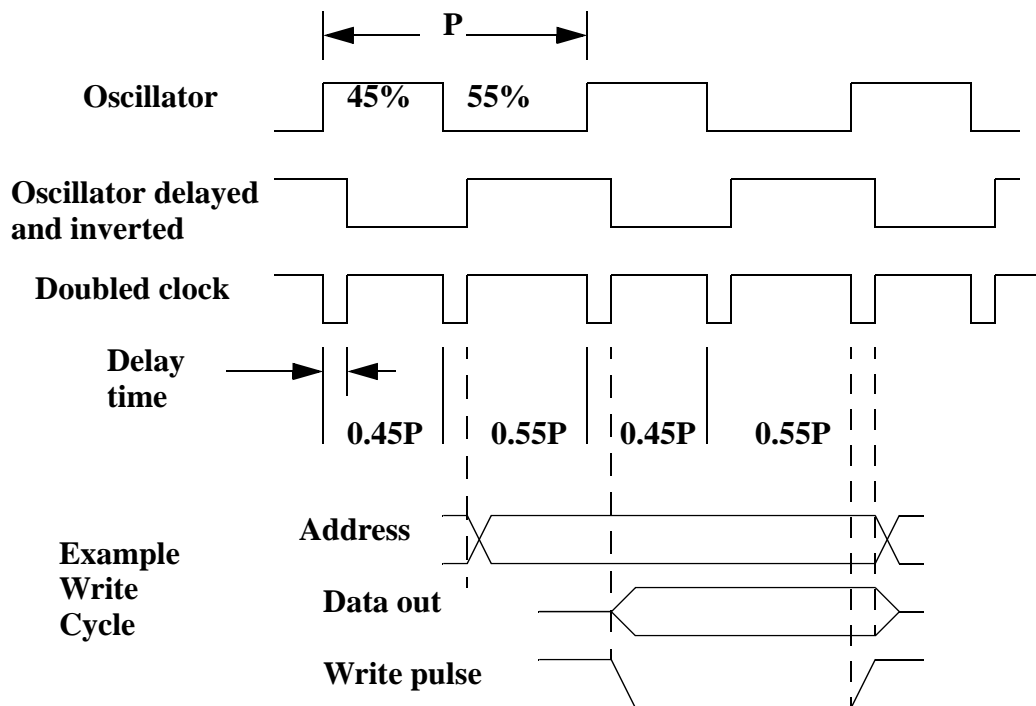 P
Oscillator
45% 55%
Oscillator delayed
and inverted
Doubled clock
Delay
time
0.45P 0.55P 0.45P 0.55P
Address
Example
Write
Cycle
Data out
Write pulse